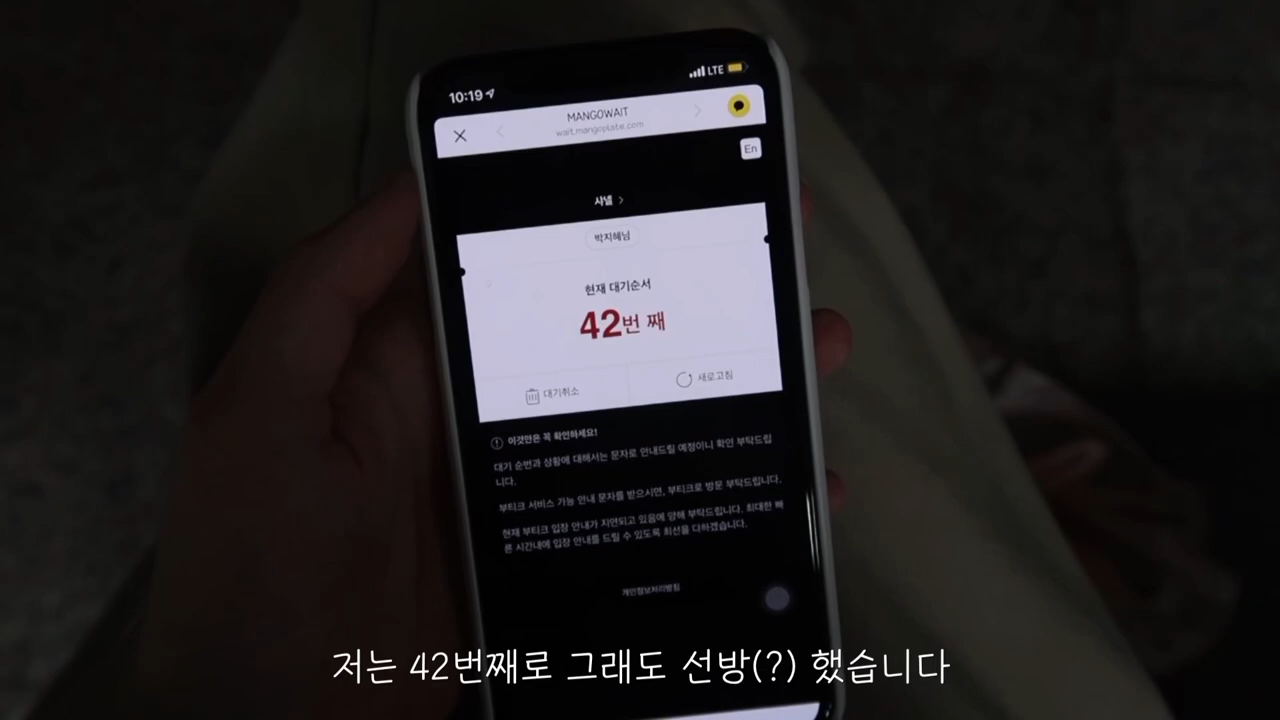 10:19
LTE
MANGOWAIT
wait.mangoplate.com
En
샤넬 >
박지혜님
현재 대기순서
42번 째
대기취소
새로고침
이것만은 꼭 확인하세요!
대기 순번과 상황에 대해서는 문자로 안내드릴 예정이니 확인 부탁드립
니다.
부티크 서비스 가능 안내 문자를 받으시면, 부티크로 방문 부탁드립니다.
현재 부티크 입장 안내가 지연되고 있음에 양해 부탁드립니다. 최대한 빠
른 시간내에 입장 안내를 드릴 수 있도록 최선을 다하겠습니다.
개인정보처리방침
저는 42번째로 그래도 선방(?) 했습니다